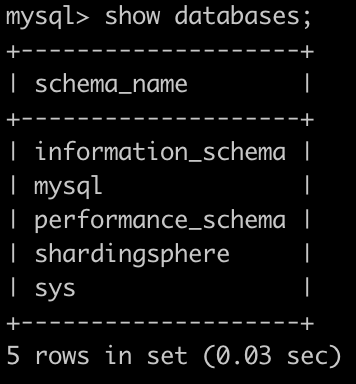 mysql> show databases;
+--------------------+
| schema_name        |
+--------------------+
| information_schema |
| mysql              |
| performance_schema |
| shardingsphere     |
| sys                |
+--------------------+
5 rows in set (0.03 sec)